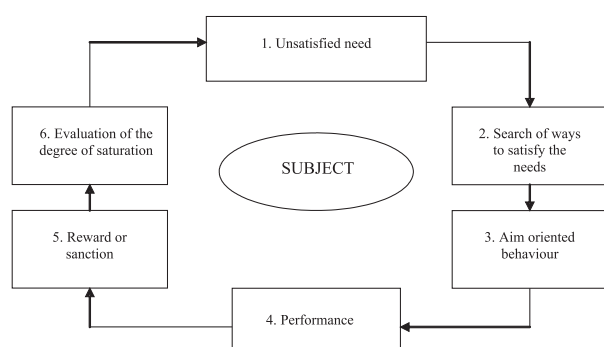 1. Unsatisfied need
2. Search of ways
to satisfy the
needs
3. Aim oriented
behaviour
4. Performance
5. Reward or
sanction
6. Evaluation of the
degree of saturation
SUBJECT